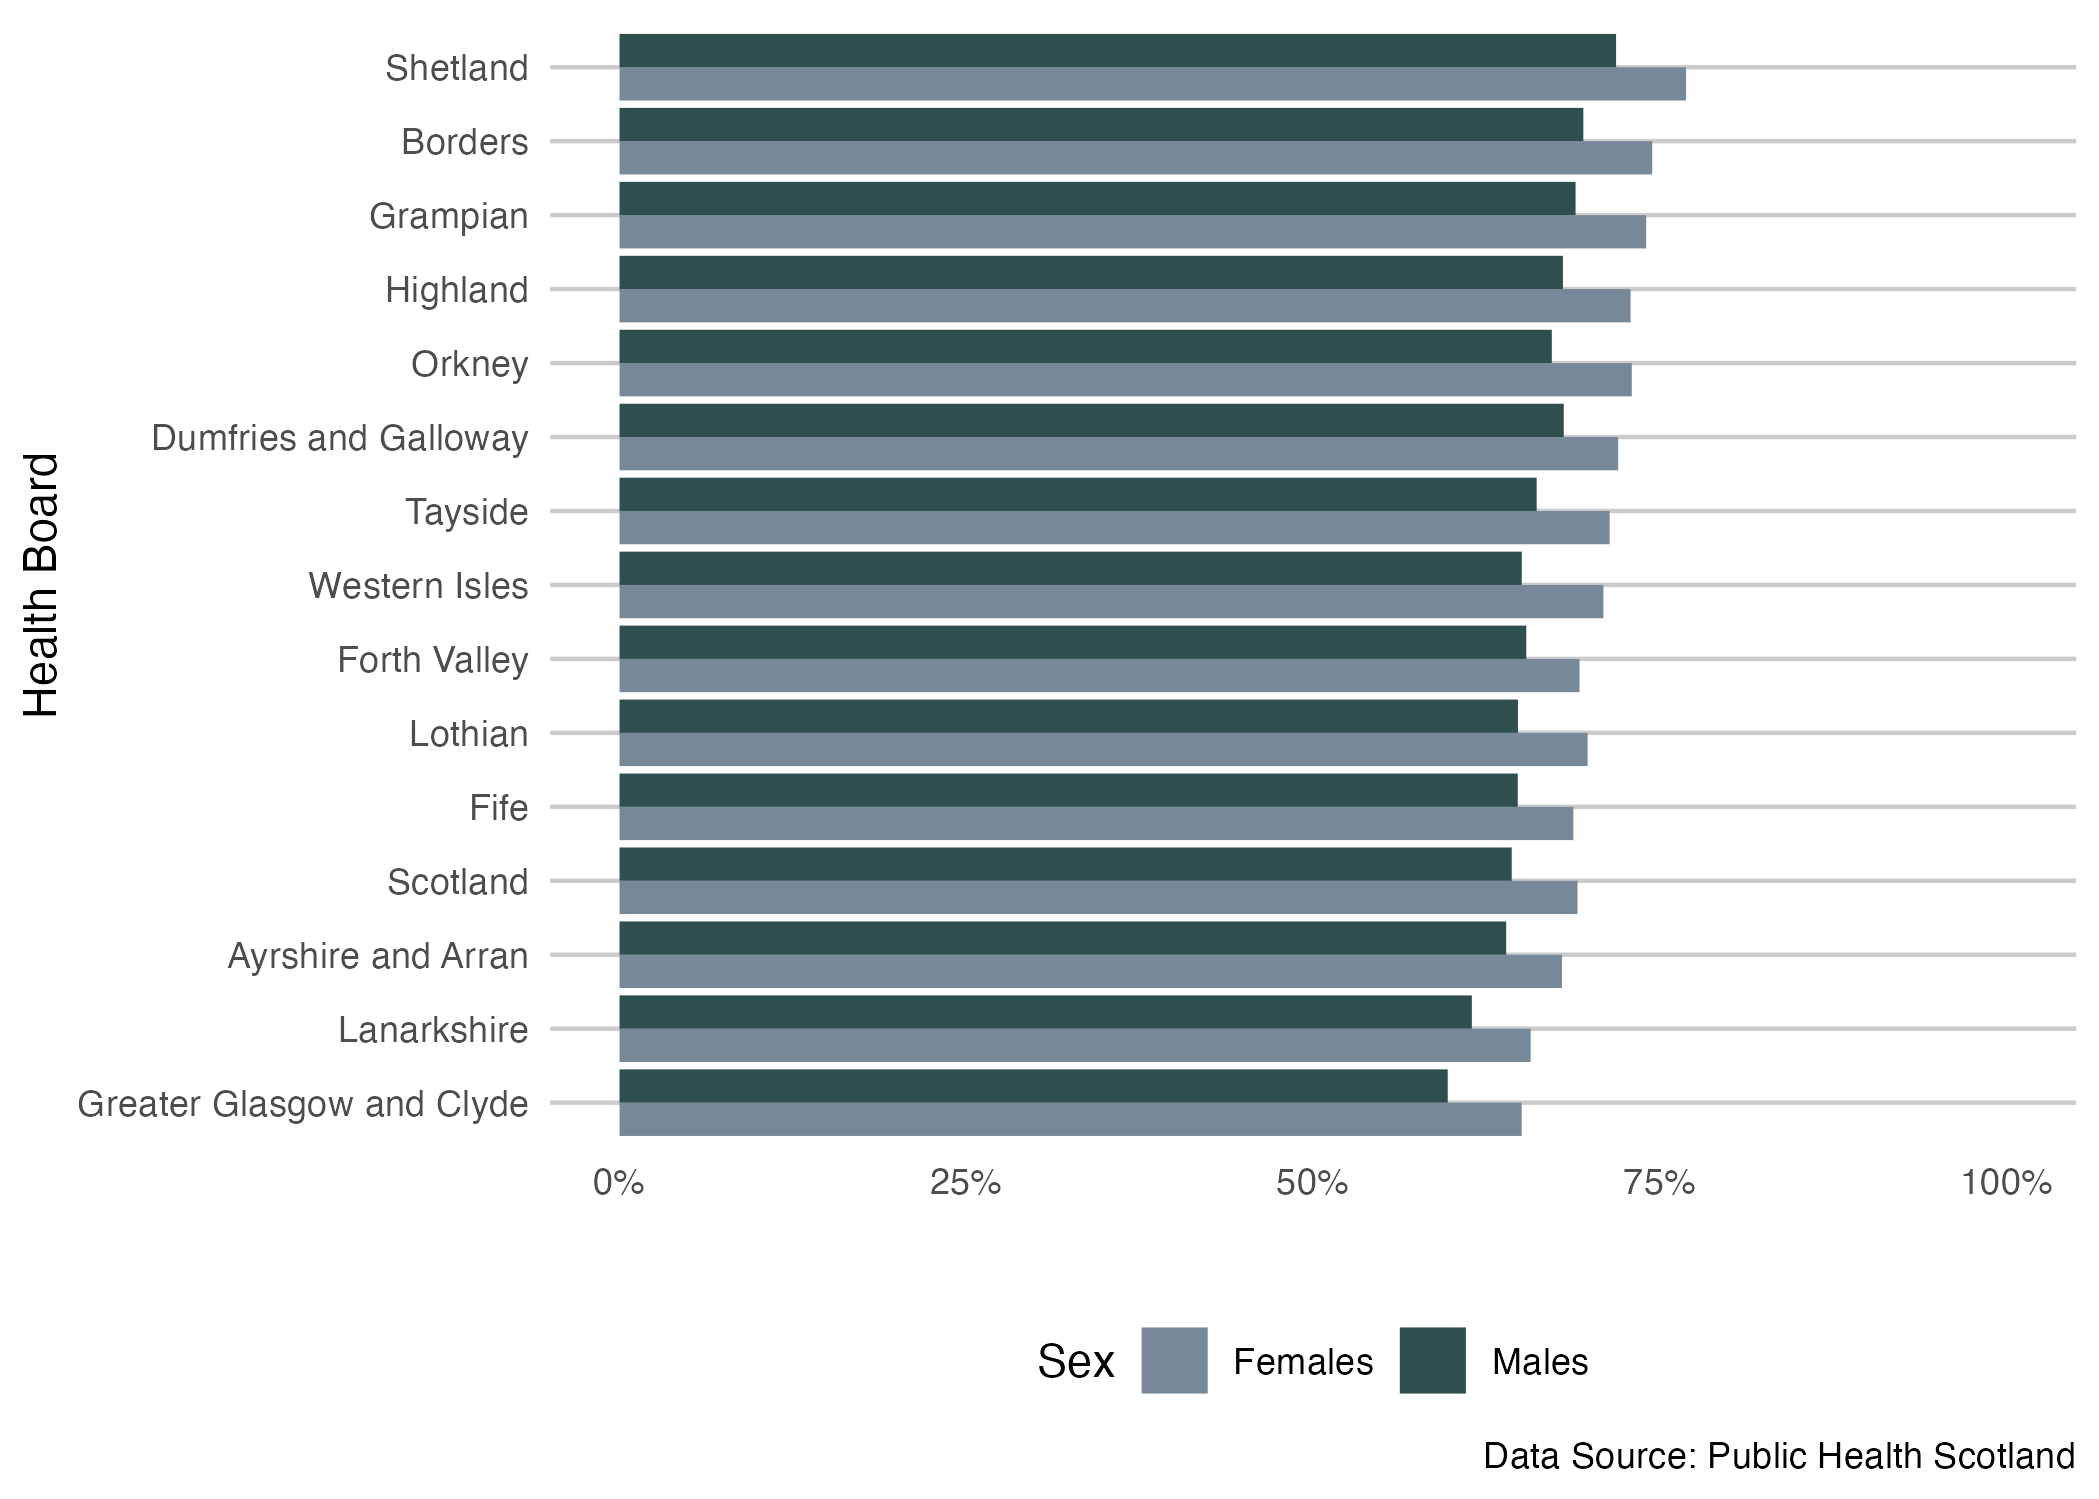 Health Board
Shetland
Borders
Grampian
Highland
Orkney
Dumfries and Galloway
Tayside
Western Isles
Forth Valley
Lothian
Fife
Scotland
Ayrshire and Arran
Lanarkshire
Greater Glasgow and Clyde
0% 25% 50% 75% 100%
Sex Females Males
Data Source: Public Health Scotland